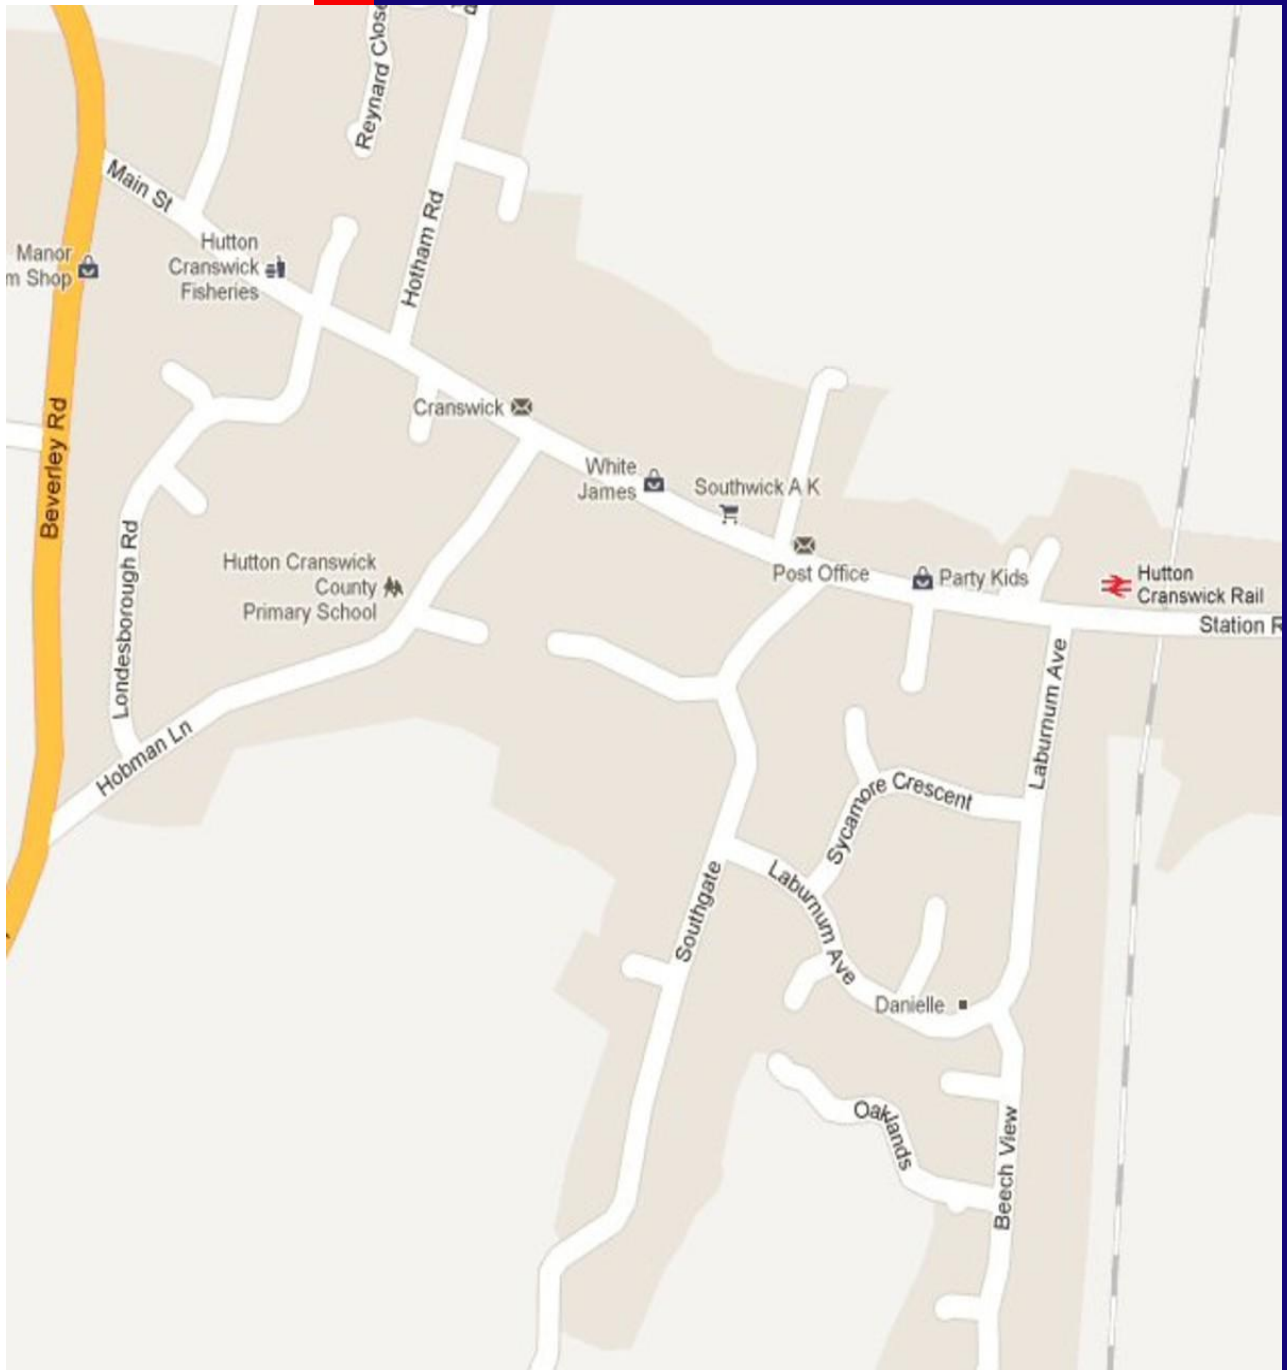 Reynard Close
Main St
Hotham Rd
Hutton
Cranswick
Fisheries
Manor
m Shop
Beverley Rd
Cranswick
White
James
Southwick A K
Londesborough Rd
Hutton Cranswick
County
Primary School
Post Office
Party Kids
Hutton
Cranswick Rail
Station R
Laburnum Ave
Hobman Ln
Sycamore Crescent
Southgate
Laburnum Ave
Danielle
Oaklands
Beech View